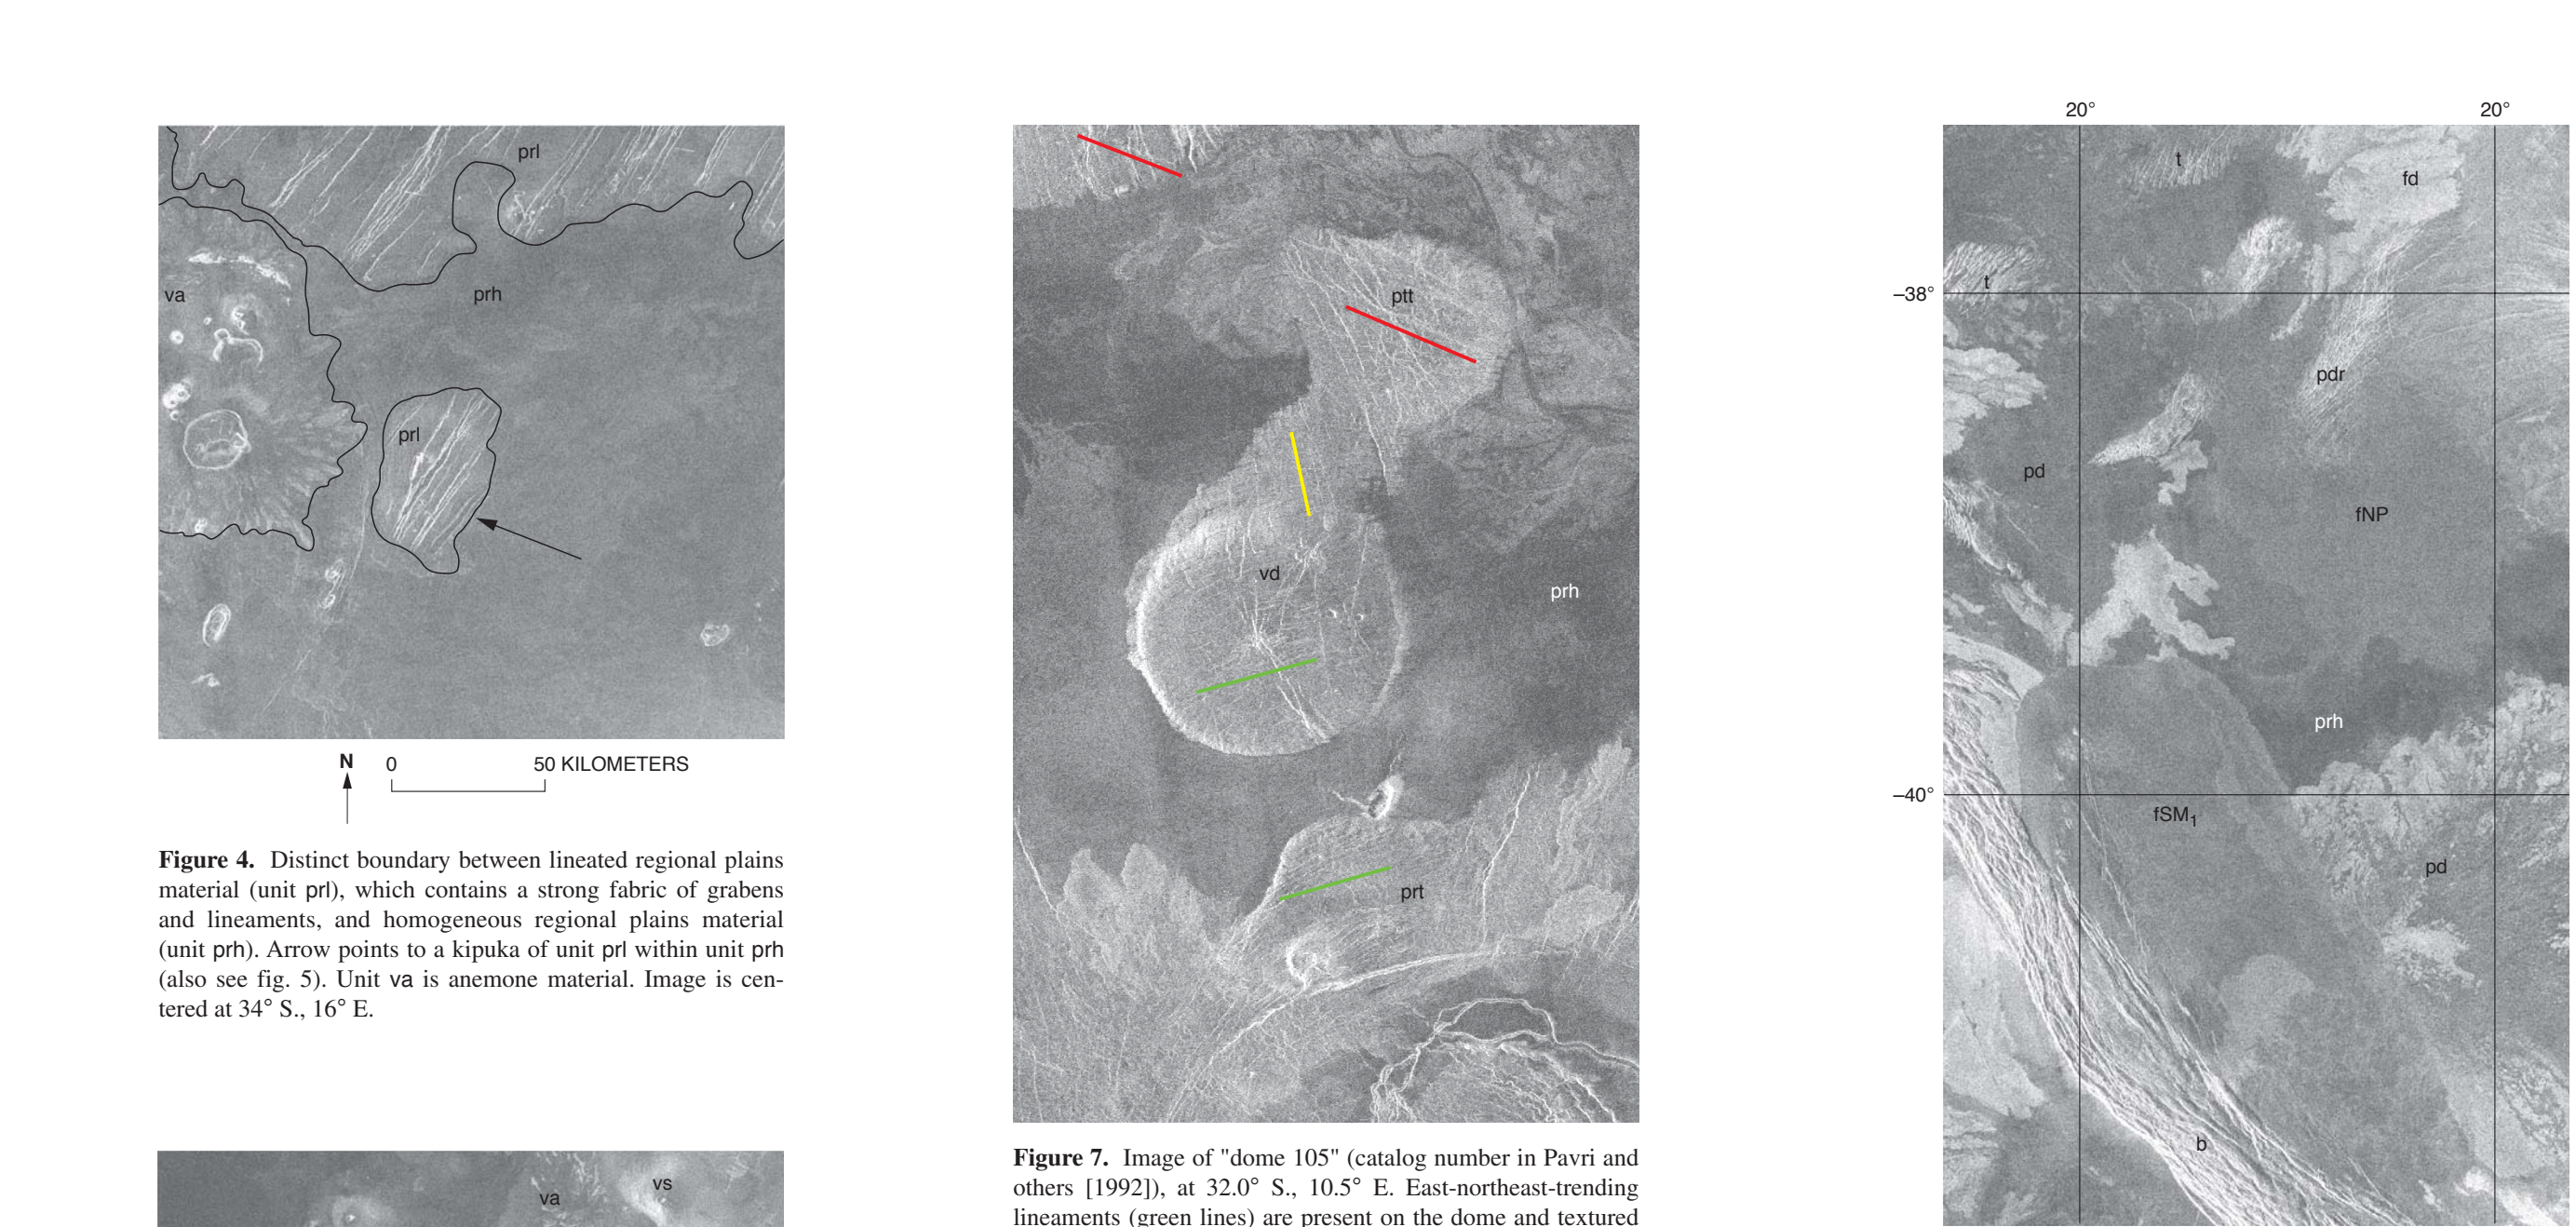 prl
va
prh
prl
N
0
50 KILOMETERS
Figure 4. Distinct boundary between lineated regional plains
material (unit prl), which contains a strong fabric of grabens
and lineaments, and homogeneous regional plains material
(unit prh). Arrow points to a kipuka of unit prl within unit prh
(also see fig. 5). Unit va is anemone material. Image is cen-
tered at 34° S., 16° E.
va
vs
ptt
vd
prh
prt
Figure 7. Image of "dome 105" (catalog number in Pavri and
others [1992]), at 32.0° S., 10.5° E. East-northeast-trending
lineaments (green lines) are present on the dome and textured
20°
20°
t
fd
t
–38°
pdr
pd
fNP
prh
–40°
fSM1
pd
b